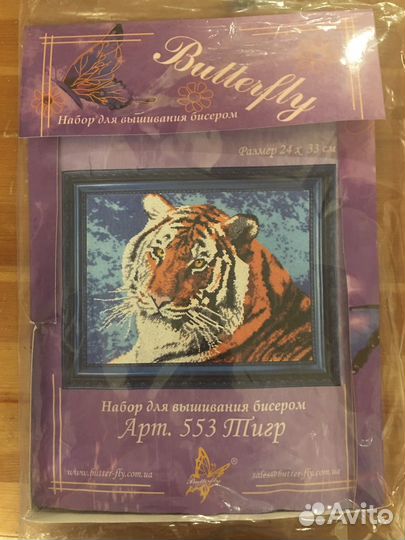 Butterfly
Набор для вышивания бисером
Размер 24 x 33 см
Набор для вышивания бисером
Арт. 553 Тигр
www.butter-fly.com.ua
sales@butter-fly.com.ua
Butterfly
®
Avito